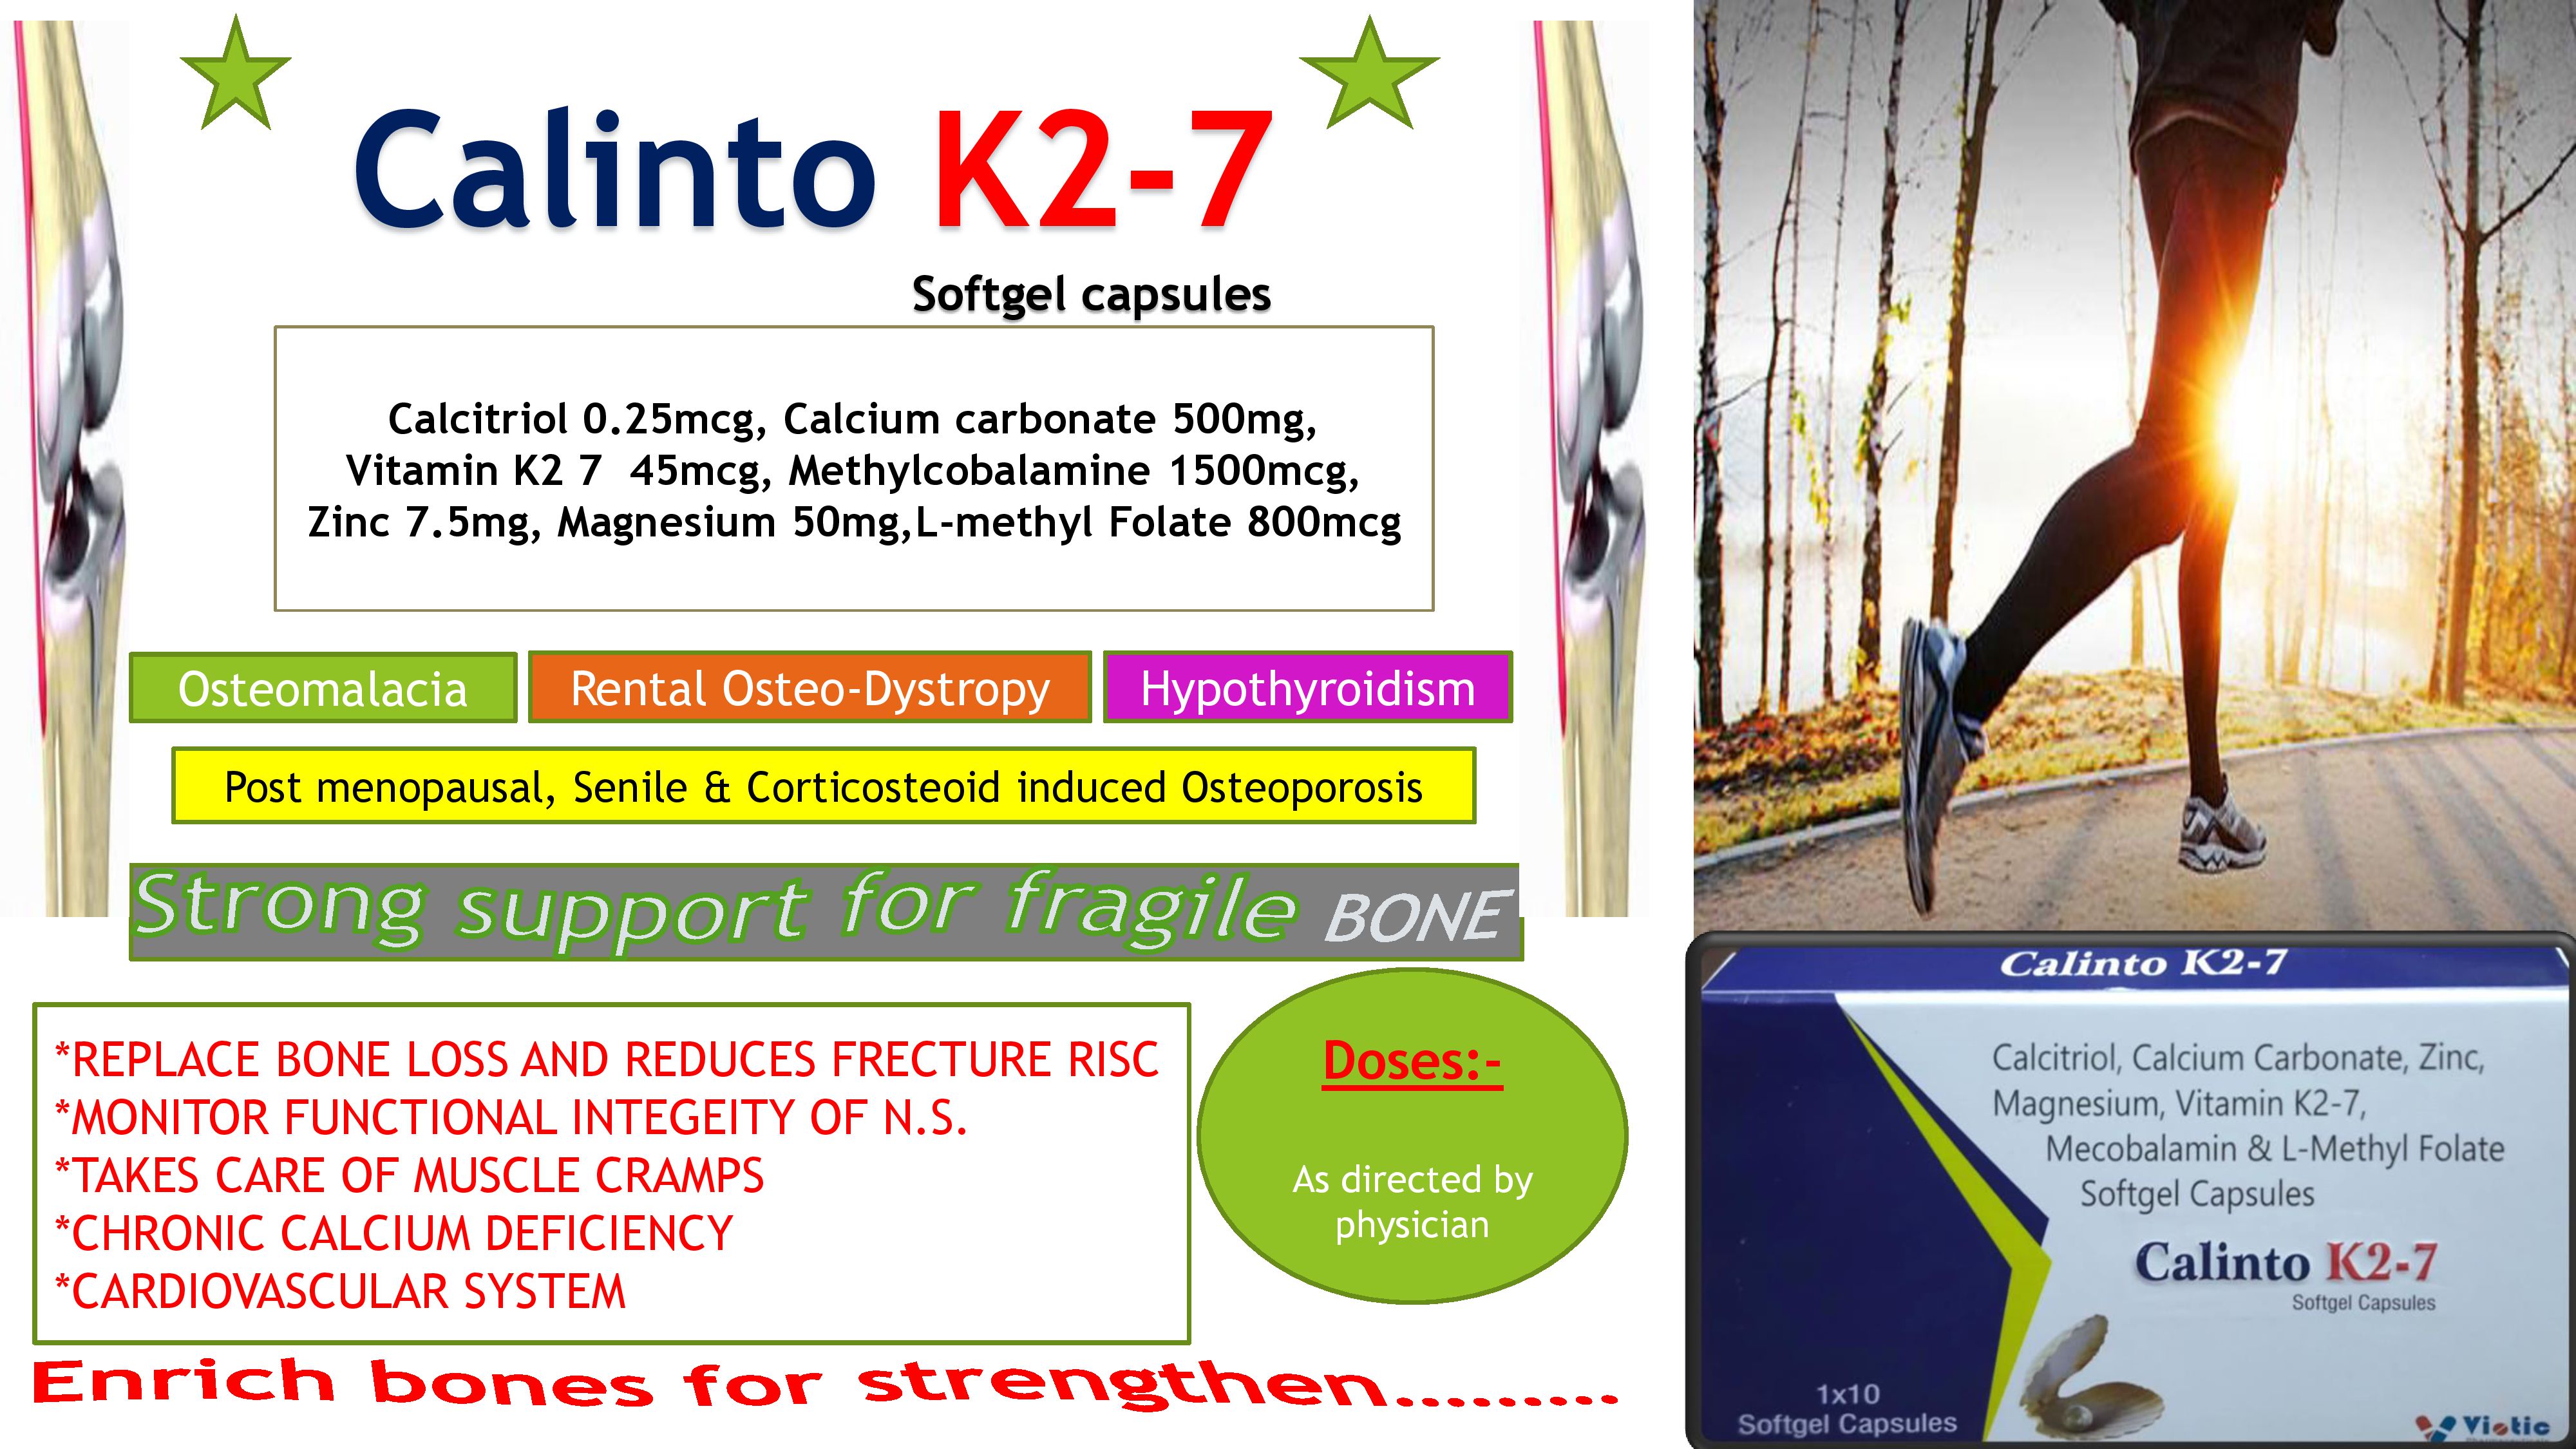 Calinto K2-7
Softgel capsules
Calcitriol 0.25mcg, Calcium carbonate 500mg,
Vitamin K2 7 45mcg, Methylcobalamine 1500mcg,
Zinc 7.5mg, Magnesium 50mg,L-methyl Folate 800mcg
Osteomalacia
Rental Osteo-Dystropy
Hypothyroidism
Post menopausal, Senile & Corticosteoid induced Osteoporosis
Strong support for fragile BONE
*REPLACE BONE LOSS AND REDUCES FRECTURE RISC
*MONITOR FUNCTIONAL INTEGEITY OF N.S.
*TAKES CARE OF MUSCLE CRAMPS
*CHRONIC CALCIUM DEFICIENCY
*CARDIOVASCULAR SYSTEM
Doses:-
As directed by
physician
Enrich bones for strengthen.........
Calinto K2-7
Calcitriol, Calcium Carbonate, Zinc,
Magnesium, Vitamin K2-7,
Mecobalamin & L-Methyl Folate
Softgel Capsules
Calinto K2-7
Softgel Capsules
1x10
Softgel Capsules
Viotic